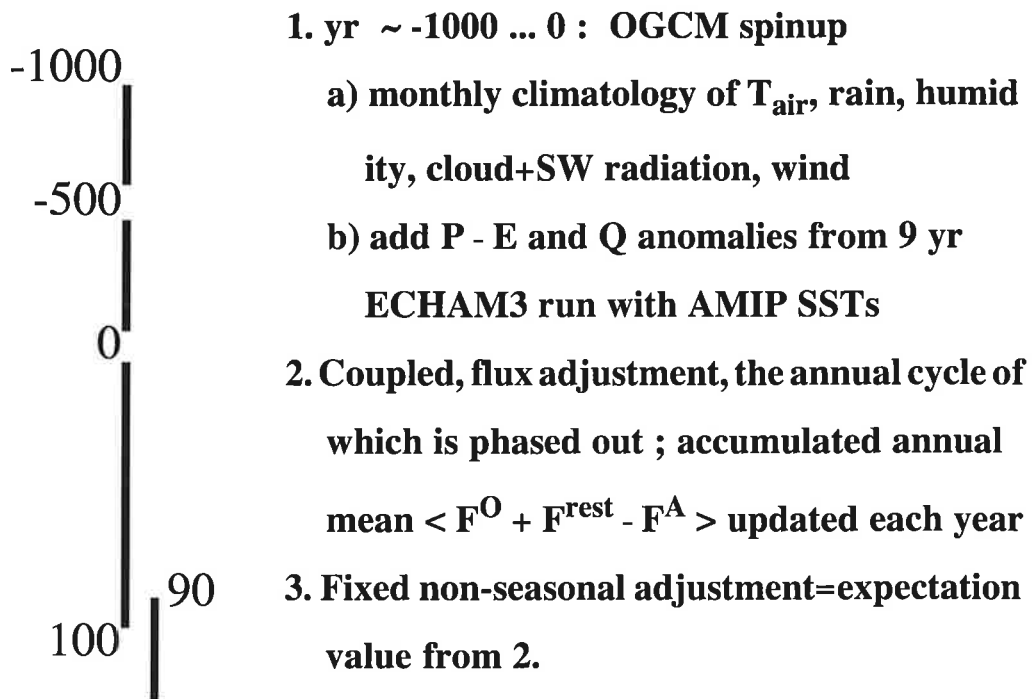 1. yr ~ -1000 ... 0 : OGCM spinup
-1000
a) monthly climatology of T_air, rain, humid
ity, cloud+SW radiation, wind
-500
b) add P - E and Q anomalies from 9 yr
ECHAM3 run with AMIP SSTs
0
2. Coupled, flux adjustment, the annual cycle of
which is phased out ; accumulated annual
mean < F^O + F^rest - F^A > updated each year
90
3. Fixed non-seasonal adjustment=expectation
100
value from 2.